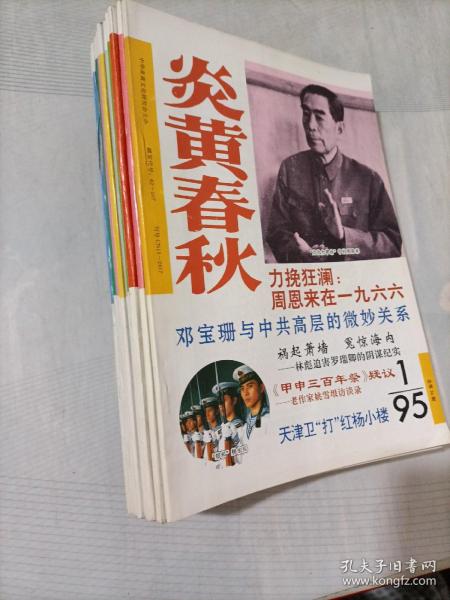 炎黄春秋
力挽狂澜：
周恩来在一九六六
邓宝珊与中共高层的微妙关系
祸起萧墙 冤惊海内
——林彪迫害罗瑞卿的阴谋纪实
《甲申三百年祭》疑议
——老作家姚雪垠访谈录
天津卫“打”红杨小楼
1
95
孔夫子旧书网
www.kongfz.com